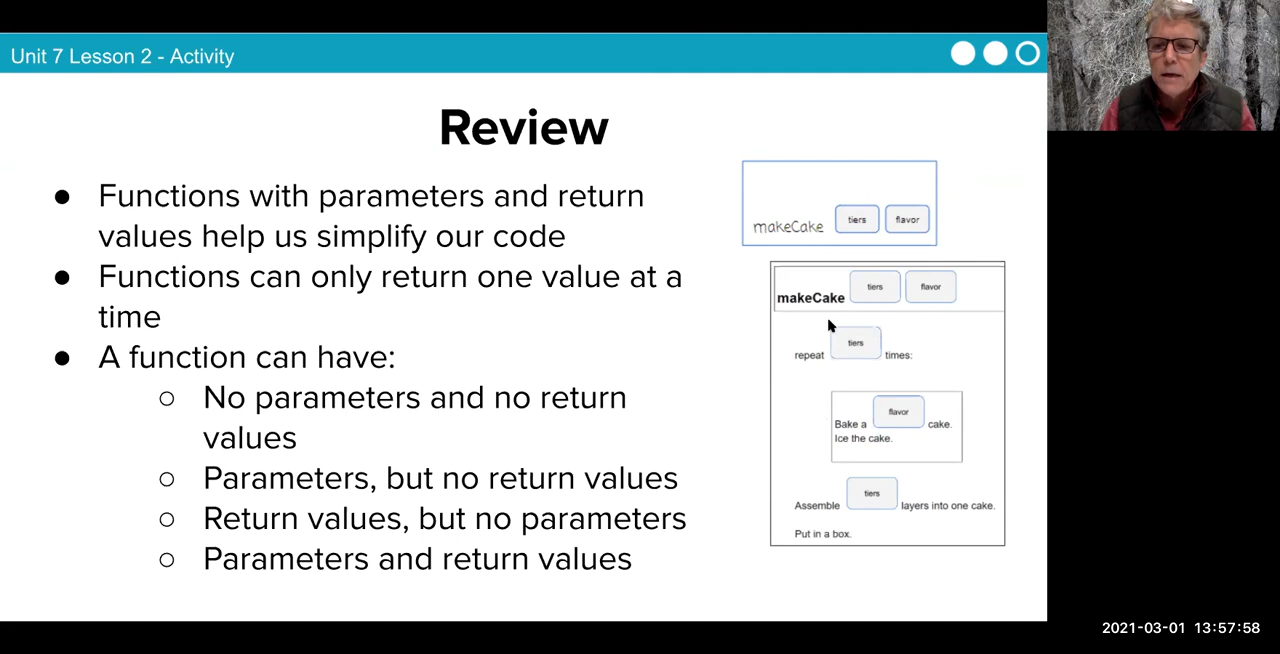 Unit 7 Lesson 2 - Activity
Review
● Functions with parameters and return
values help us simplify our code
● Functions can only return one value at a
time
● A function can have:
○ No parameters and no return
values
○ Parameters, but no return values
○ Return values, but no parameters
○ Parameters and return values
makeCake tiers flavor
makeCake tiers flavor
repeat tiers times:
Bake a flavor cake.
Ice the cake.
Assemble tiers layers into one cake.
Put in a box.
2021-03-01 13:57:58